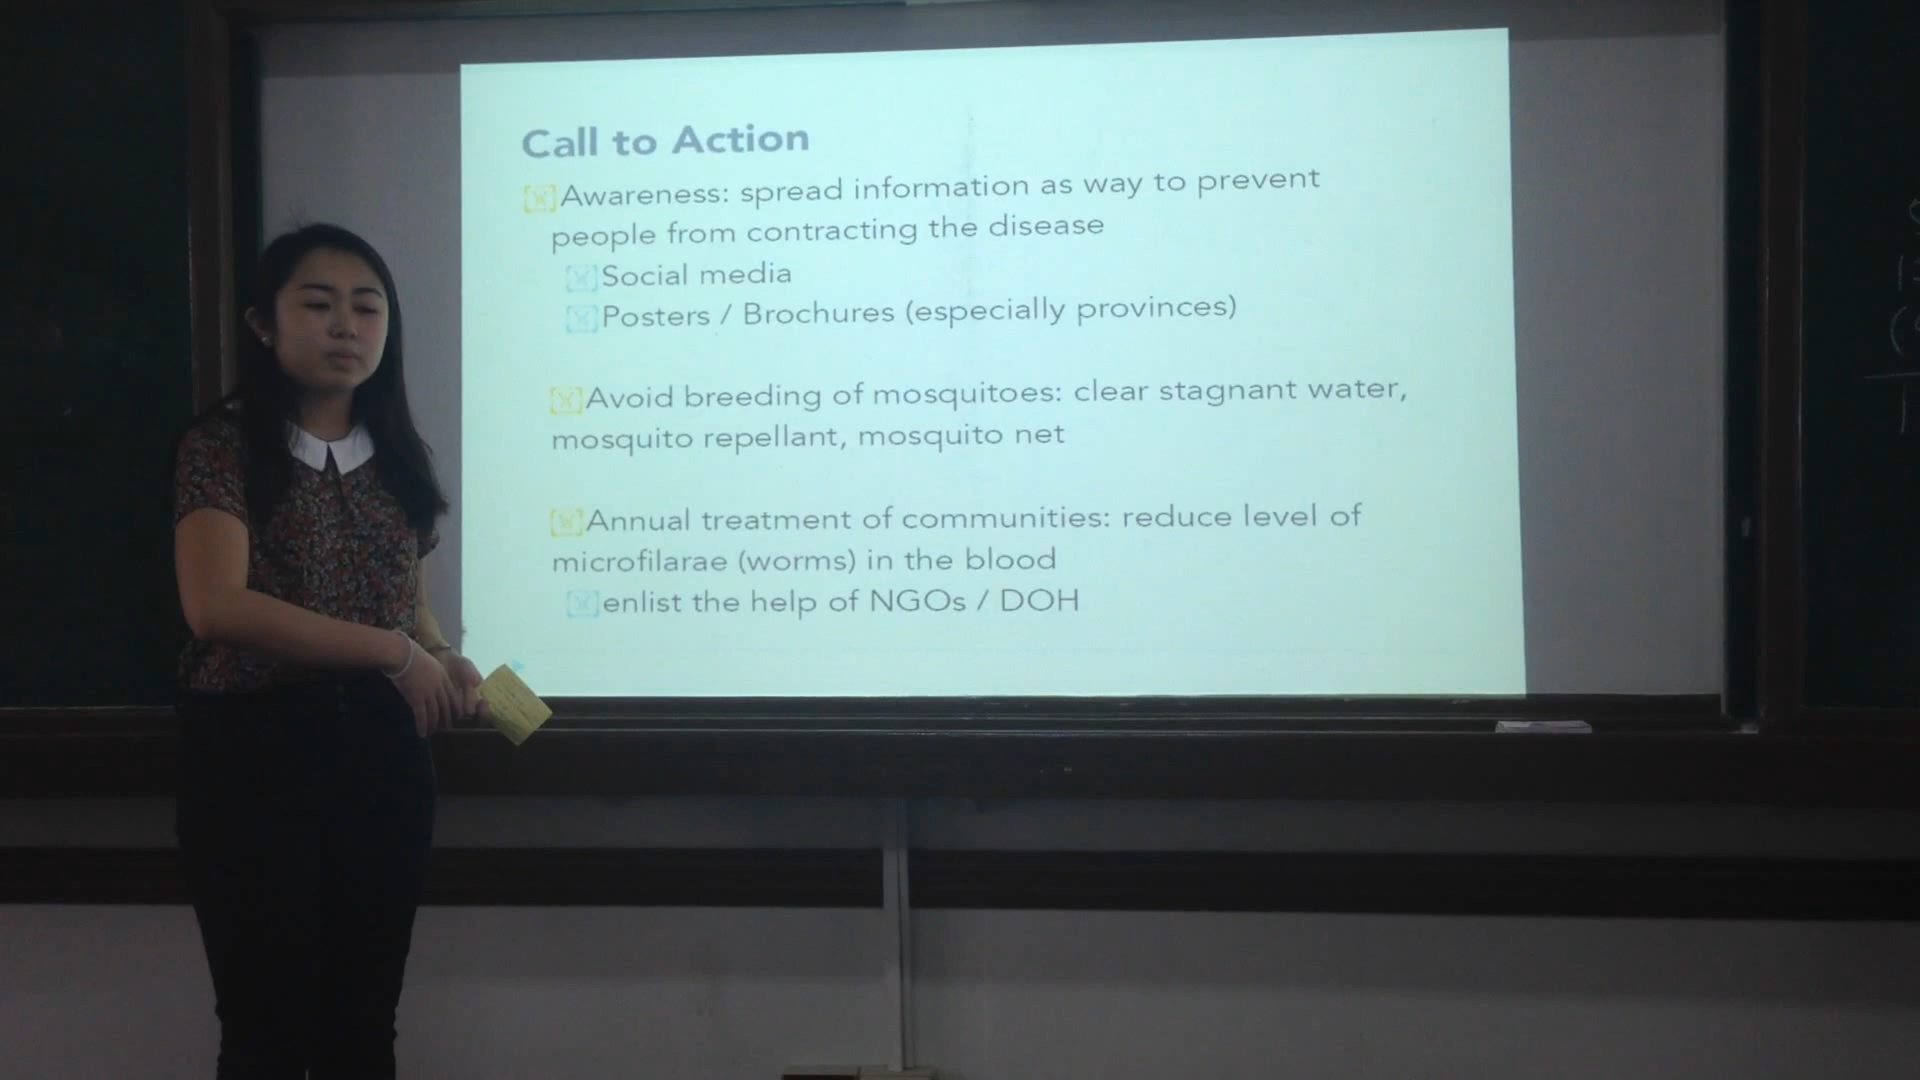 Call to Action
Awareness: spread information as way to prevent
people from contracting the disease
Social media
Posters / Brochures (especially provinces)
Avoid breeding of mosquitoes: clear stagnant water,
mosquito repellant, mosquito net
Annual treatment of communities: reduce level of
microfilarae (worms) in the blood
enlist the help of NGOs / DOH